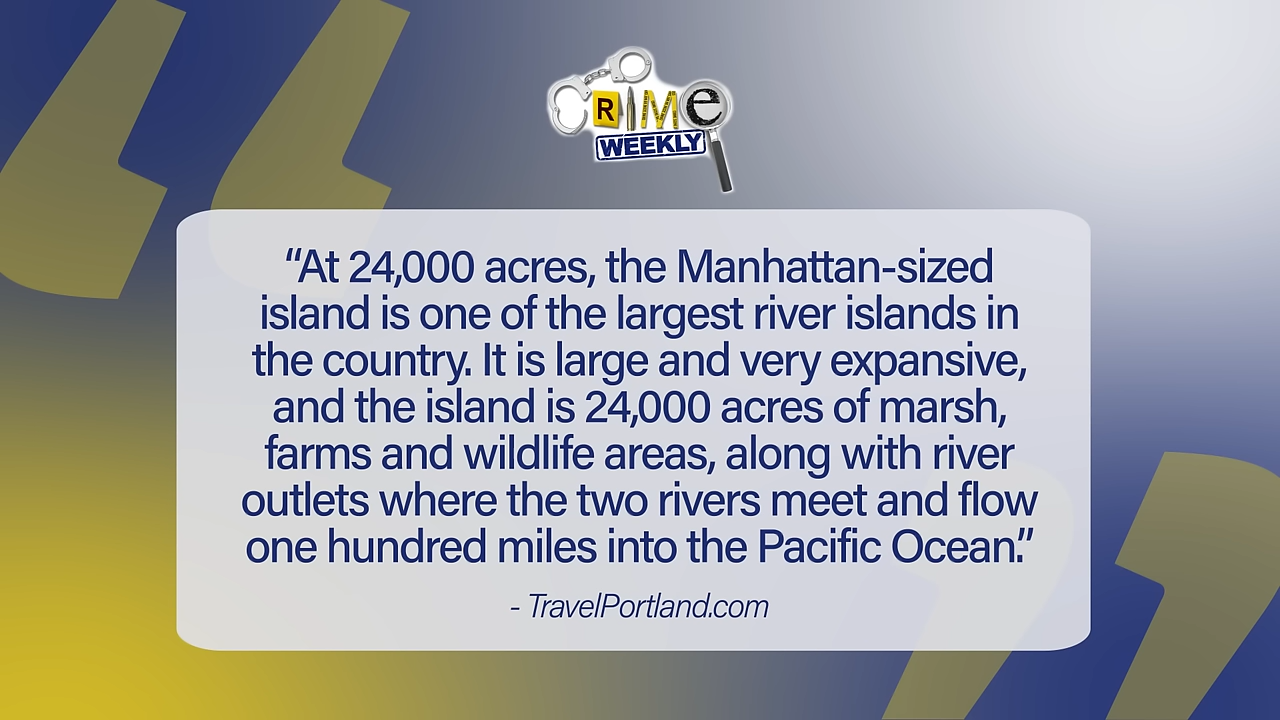 CRIME
WEEKLY
“At 24,000 acres, the Manhattan-sized
island is one of the largest river islands in
the country. It is large and very expansive,
and the island is 24,000 acres of marsh,
farms and wildlife areas, along with river
outlets where the two rivers meet and flow
one hundred miles into the Pacific Ocean.”
- TravelPortland.com